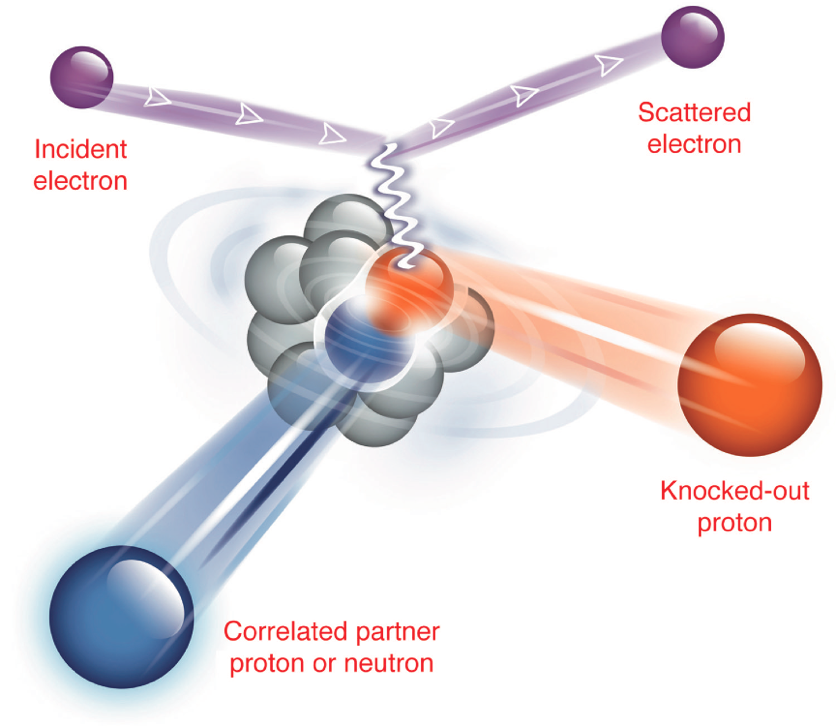 Incident
electron
Scattered
electron
Knocked-out
proton
Correlated partner
proton or neutron